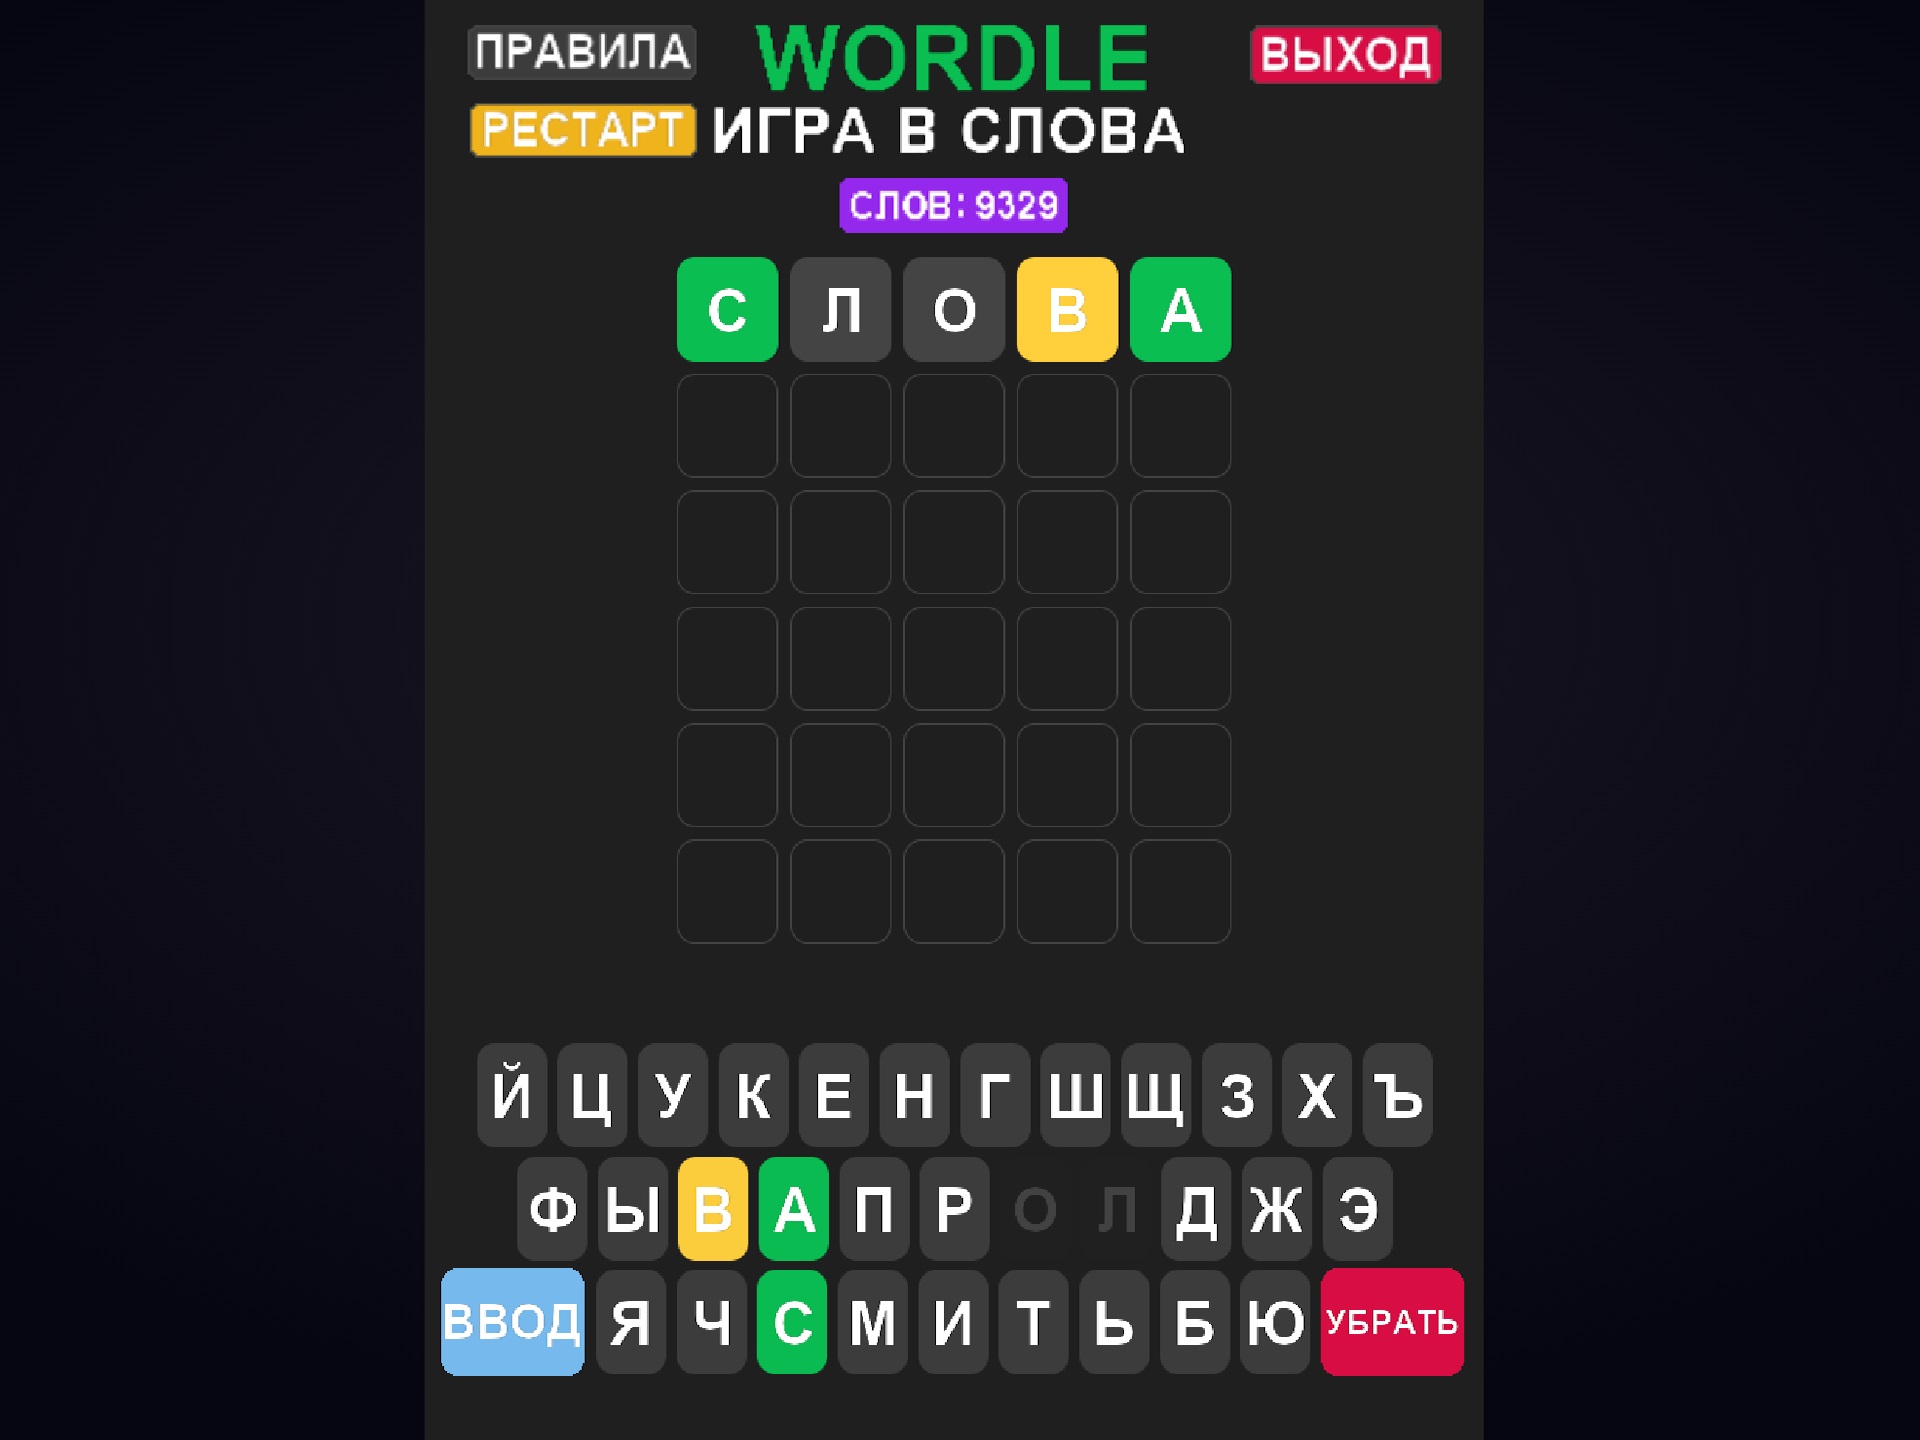 ПРАВИЛА WORDLE ВЫХОД
РЕСТАРТ ИГРА В СЛОВА
СЛОВ: 9329
С Л О В А
Й Ц У К Е Н Г Ш Щ З Х Ъ
Ф Ы В А П Р О Л Д Ж Э
ВВОД Я Ч С М И Т Ь Б Ю УБРАТЬ